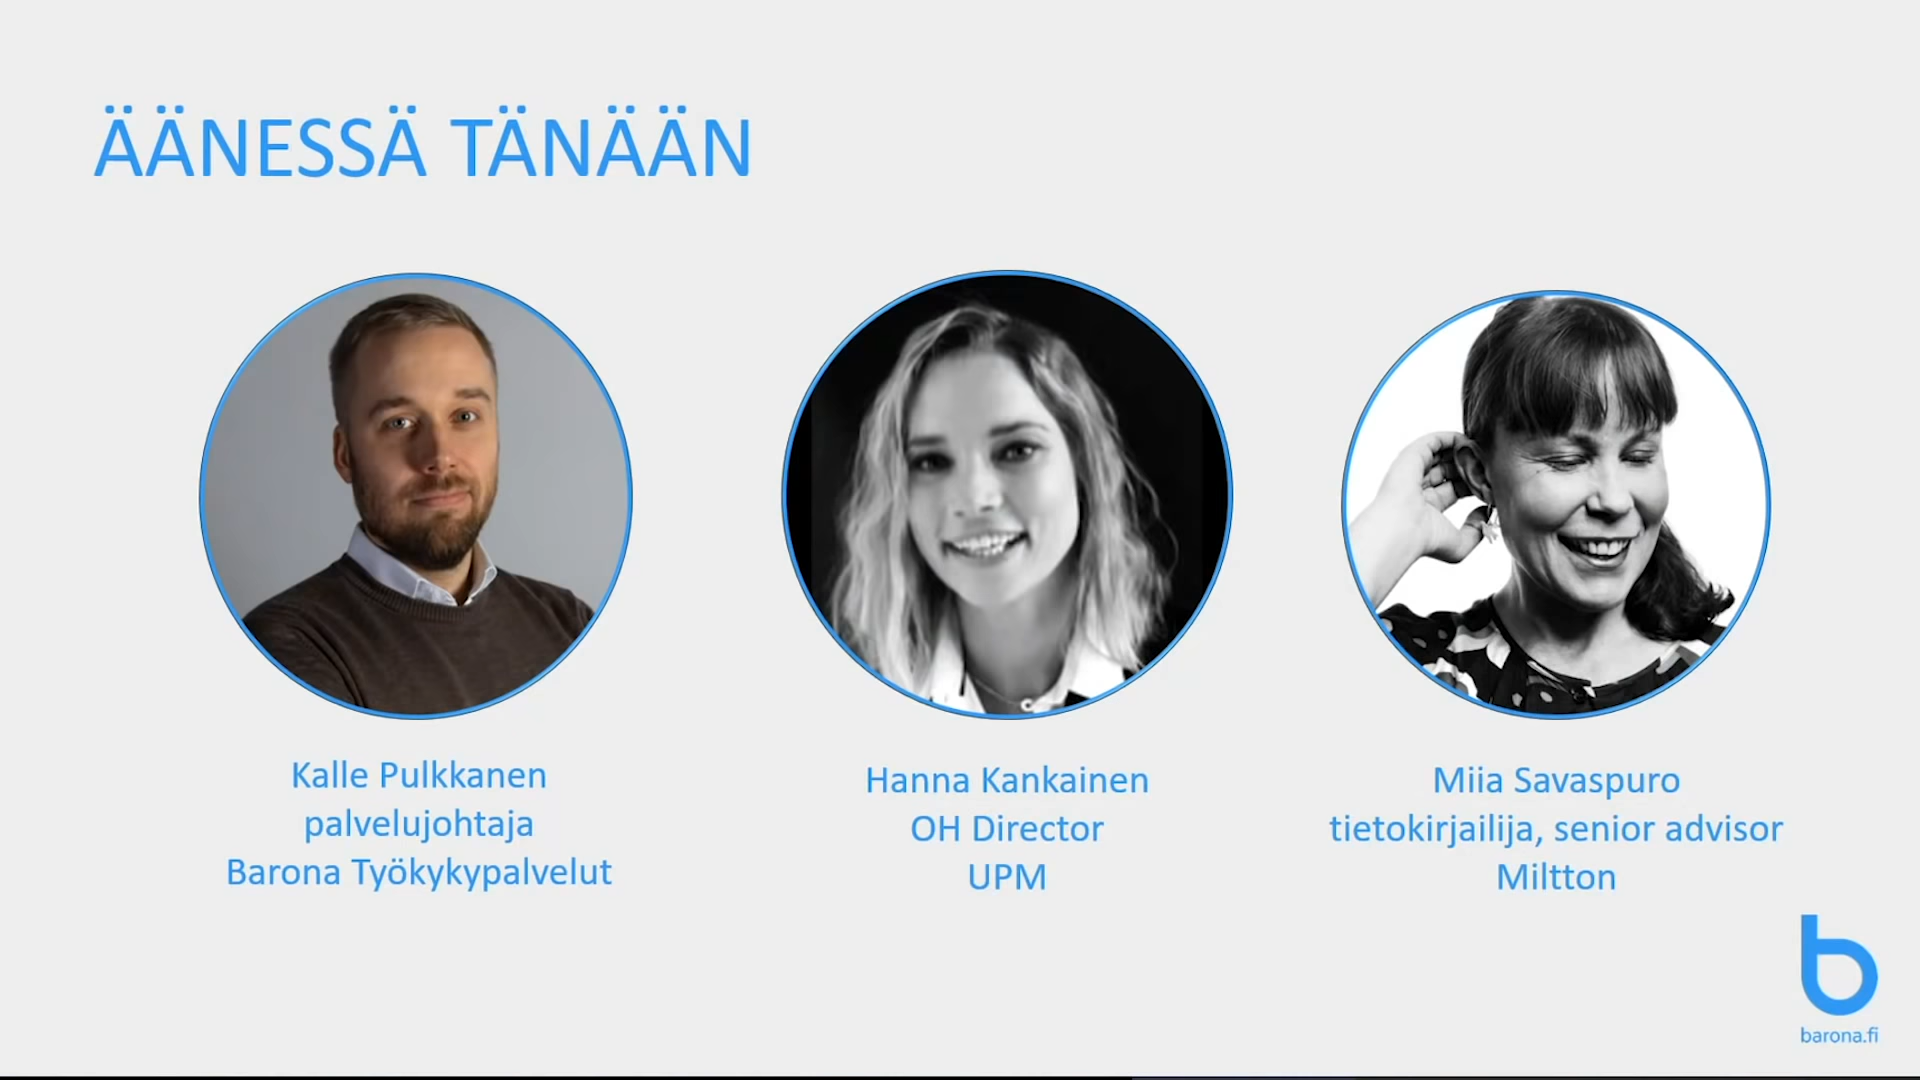 ÄÄNESSÄ TÄNÄÄN
Kalle Pulkkanen
palvelujohtaja
Barona Työkykypalvelut
Hanna Kankainen
OH Director
UPM
Miia Savaspuro
tietokirjailija, senior advisor
Miltton
barona.fi